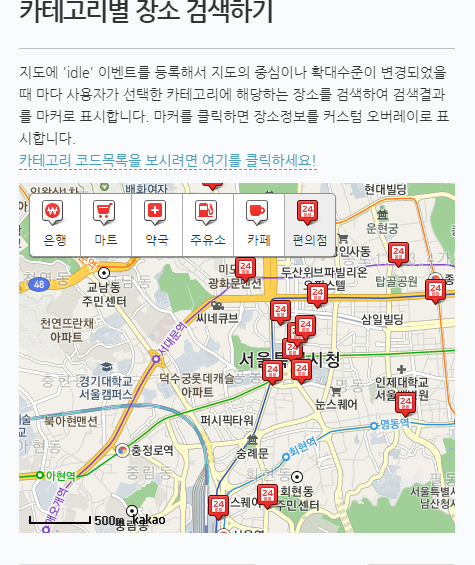 카테고리별 장소 검색하기
지도에 'idle' 이벤트를 등록해서 지도의 중심이나 확대수준이 변경되었을
때 마다 사용자가 선택한 카테고리에 해당하는 장소를 검색하여 검색결과
를 마커로 표시합니다. 마커를 클릭하면 장소정보를 커스텀 오버레이로 표
시합니다.
카테고리 코드목록을 보시려면 여기를 클릭하세요!
배화여자
현대빌딩
운현궁
은행
마트
약국
주유소
카페
24
편의점
인사동
탑골공원
48
교남동
주민센터
광화문빌딩
두산위브파빌리온
씨네큐브
삼일빌딩
천연뜨란채
아파트
서대문역
서울특별시청
경기대학교
서울캠퍼스
덕수궁롯데캐슬
아파트
인제대학교
눈스퀘어
북아현맨션
퍼시픽타워
명동역
충정로역
숭례문
회현역
아현역
중림동
회현동
주민센터
스퀘어
서울특별시
남산청사
애오개역
500m
kakao